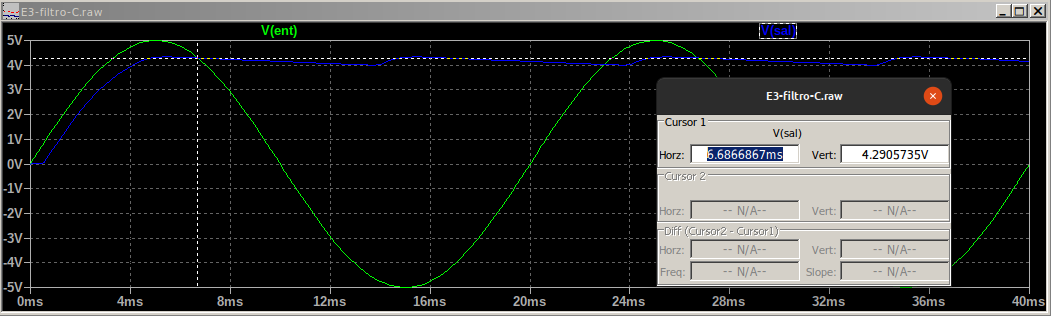 E3-filtro-C.raw
V(ent) V(sal)
5V
4V
3V
2V
1V
0V
-1V
-2V
-3V
-4V
-5V
0ms 4ms 8ms 12ms 16ms 20ms 24ms 28ms 32ms 36ms 40ms
E3-filtro-C.raw
Cursor 1
V(sal)
Horz: 6.6866867ms Vert: 4.2905735V
Cursor 2
Horz: -- N/A-- Vert: -- N/A--
Diff (Cursor2 - Cursor1)
Horz: -- N/A-- Vert: -- N/A--
Freq: -- N/A-- Slope: -- N/A--